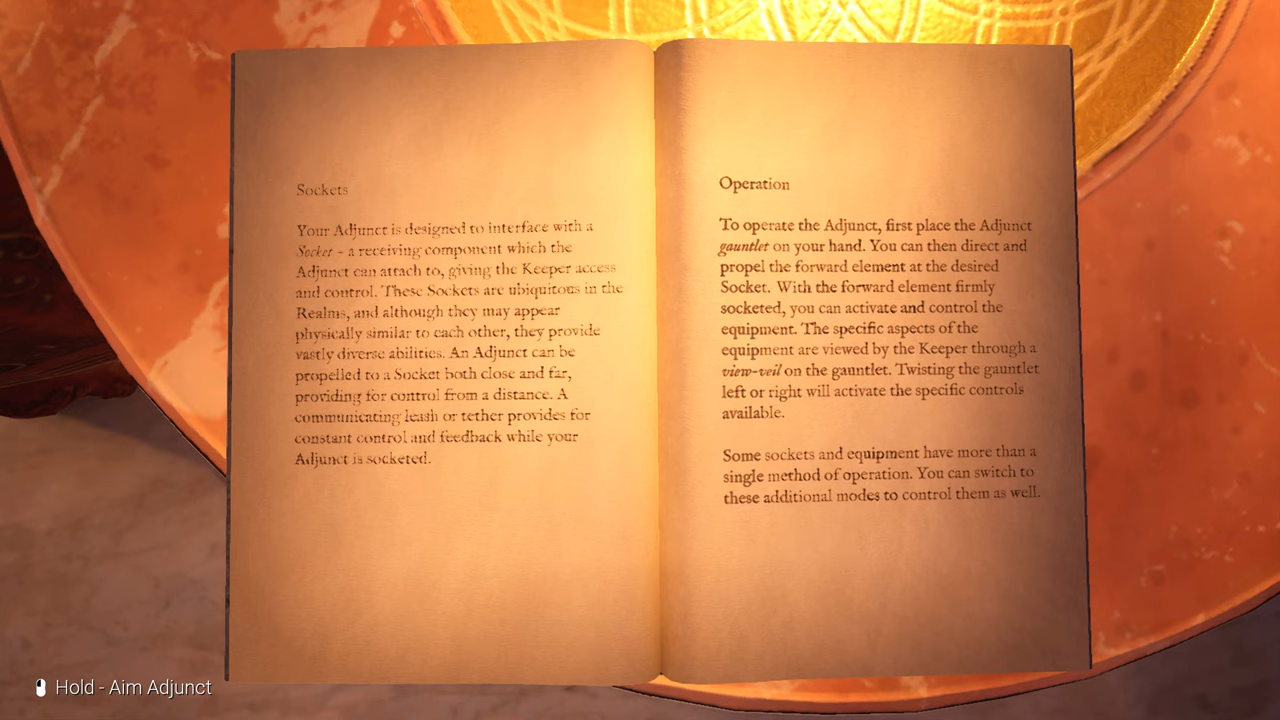 Sockets
Your Adjunct is designed to interface with a
Socket - a receiving component which the
Adjunct can attach to, giving the Keeper access
and control. These Sockets are ubiquitous in the
Realms, and although they may appear
physically similar to each other, they provide
vastly diverse abilities. An Adjunct can be
propelled to a Socket both close and far,
providing for control from a distance. A
communicating leash or tether provides for
constant control and feedback while your
Adjunct is socketed.
Operation
To operate the Adjunct, first place the Adjunct
gauntlet on your hand. You can then direct and
propel the forward element at the desired
Socket. With the forward element firmly
socketed, you can activate and control the
equipment. The specific aspects of the
equipment are viewed by the Keeper through a
view-veil on the gauntlet. Twisting the gauntlet
left or right will activate the specific controls
available.
Some sockets and equipment have more than a
single method of operation. You can switch to
these additional modes to control them as well.
Hold - Aim Adjunct